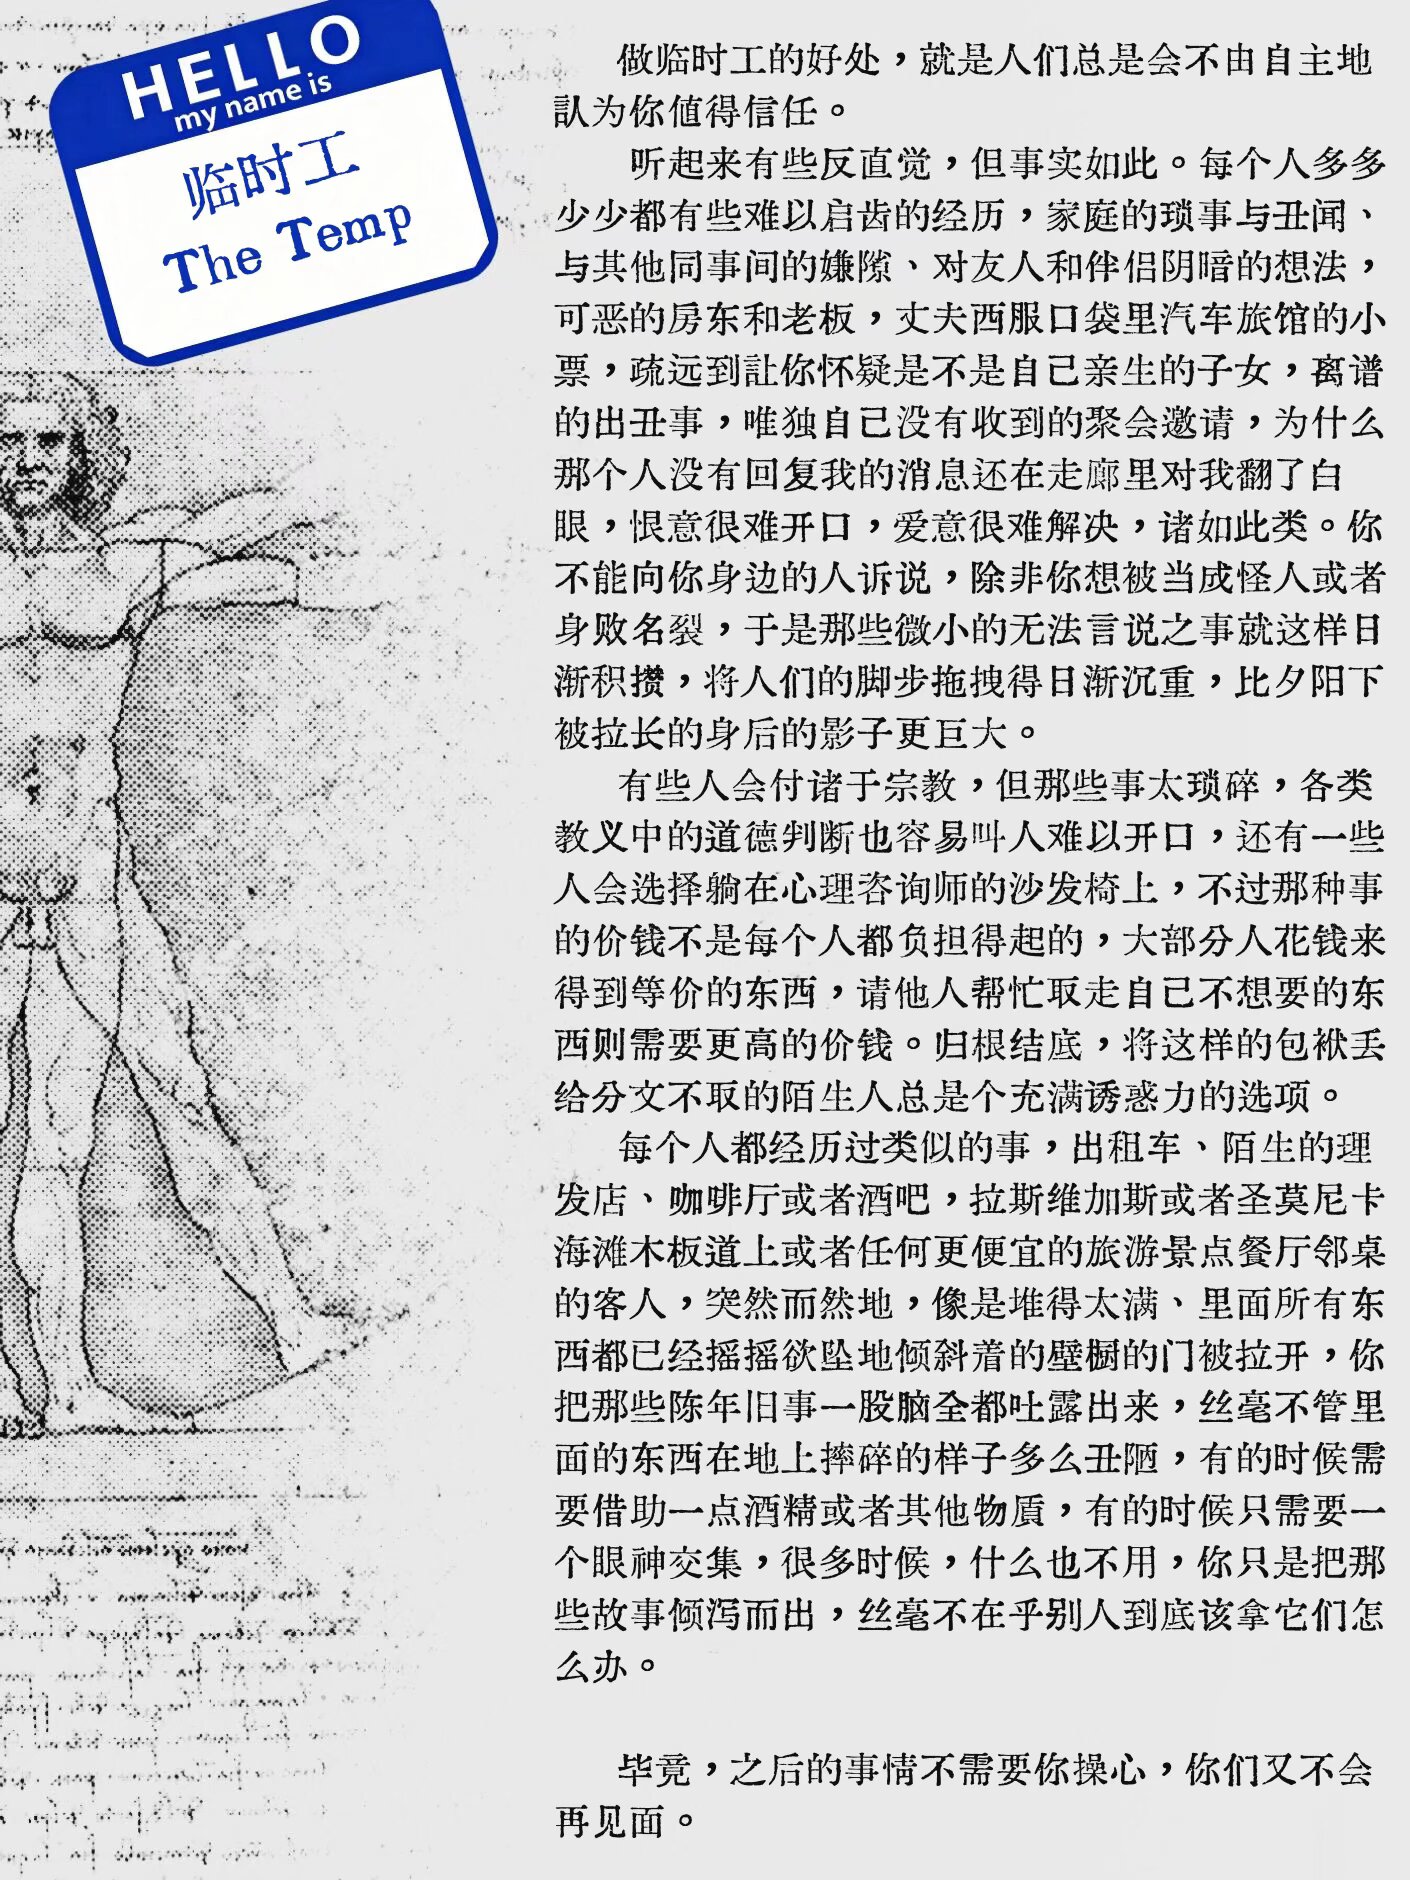 HELLO
my name is
临时工
The Temp
做临时工的好处，就是人们总是会不由自主地
認为你值得信任。
听起来有些反直觉，但事实如此。每个人多多
少少都有些难以启齿的经历，家庭的琐事与丑闻、
与其他同事间的嫌隙、对友人和伴侣阴暗的想法，
可恶的房东和老板，丈夫西服口袋里汽车旅馆的小
票，疏远到让你怀疑是不是自己亲生的子女，离谱
的出丑事，唯独自己没有收到的聚会邀请，为什么
那个人没有回复我的消息还在走廊里对我翻了白
眼，恨意很难开口，爱意很难解决，诸如此类。你
不能向你身边的人诉说，除非你想被当成怪人或者
身败名裂，于是那些微小的无法言说之事就这样日
渐积攒，将人们的脚步拖拽得日渐沉重，比夕阳下
被拉长的身后的影子更巨大。
有些人会付诸于宗教，但那些事太琐碎，各类
教义中的道德判断也容易叫人难以开口，还有一些
人会选择躺在心理咨询师的沙发椅上，不过那种事
的价钱不是每个人都负担得起的，大部分人花钱来
得到等价的东西，请他人帮忙取走自己不想要的东
西则需要更高的价钱。归根结底，将这样的包袱丢
给分文不取的陌生人总是个充满诱惑力的选项。
每个人都经历过类似的事，出租车、陌生的理
发店、咖啡厅或者酒吧，拉斯维加斯或者圣莫尼卡
海滩木板道上或者任何更便宜的旅游景点餐厅邻桌
的客人，突然而然地，像是堆得太满、里面所有东
西都已经摇摇欲坠地倾斜着的壁橱的门被拉开，你
把那些陈年旧事一股脑全都吐露出来，丝毫不管里
面的东西在地上摔碎的样子多么丑陋，有的时候需
要借助一点酒精或者其他物质，有的时候只需要一
个眼神交集，很多时候，什么也不用，你只是把那
些故事倾泻而出，丝毫不在乎别人到底该拿它们怎
么办。
毕竟，之后的事情不需要你操心，你们又不会
再见面。